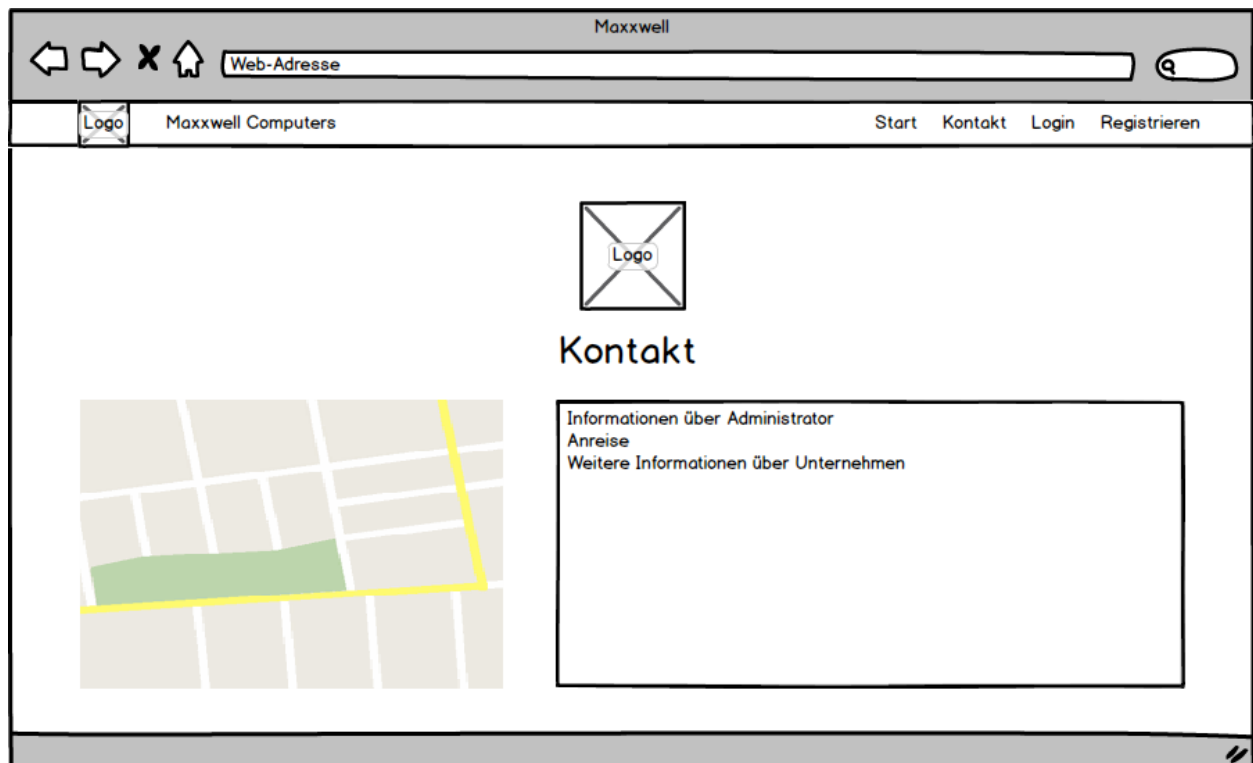 Maxxwell
Web-Adresse
Logo Maxxwell Computers Start Kontakt Login Registrieren
Logo
Kontakt
Informationen über Administrator
Anreise
Weitere Informationen über Unternehmen